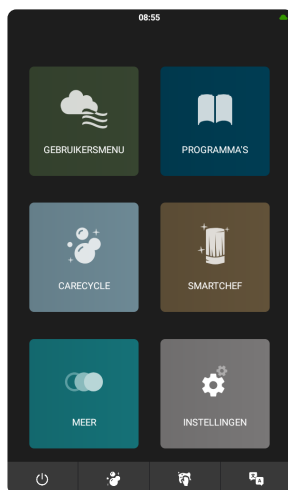 08:55
GEBRUIKERSMENU
PROGRAMMA'S
CARECYCLE
SMARTCHEF
MEER
INSTELLINGEN